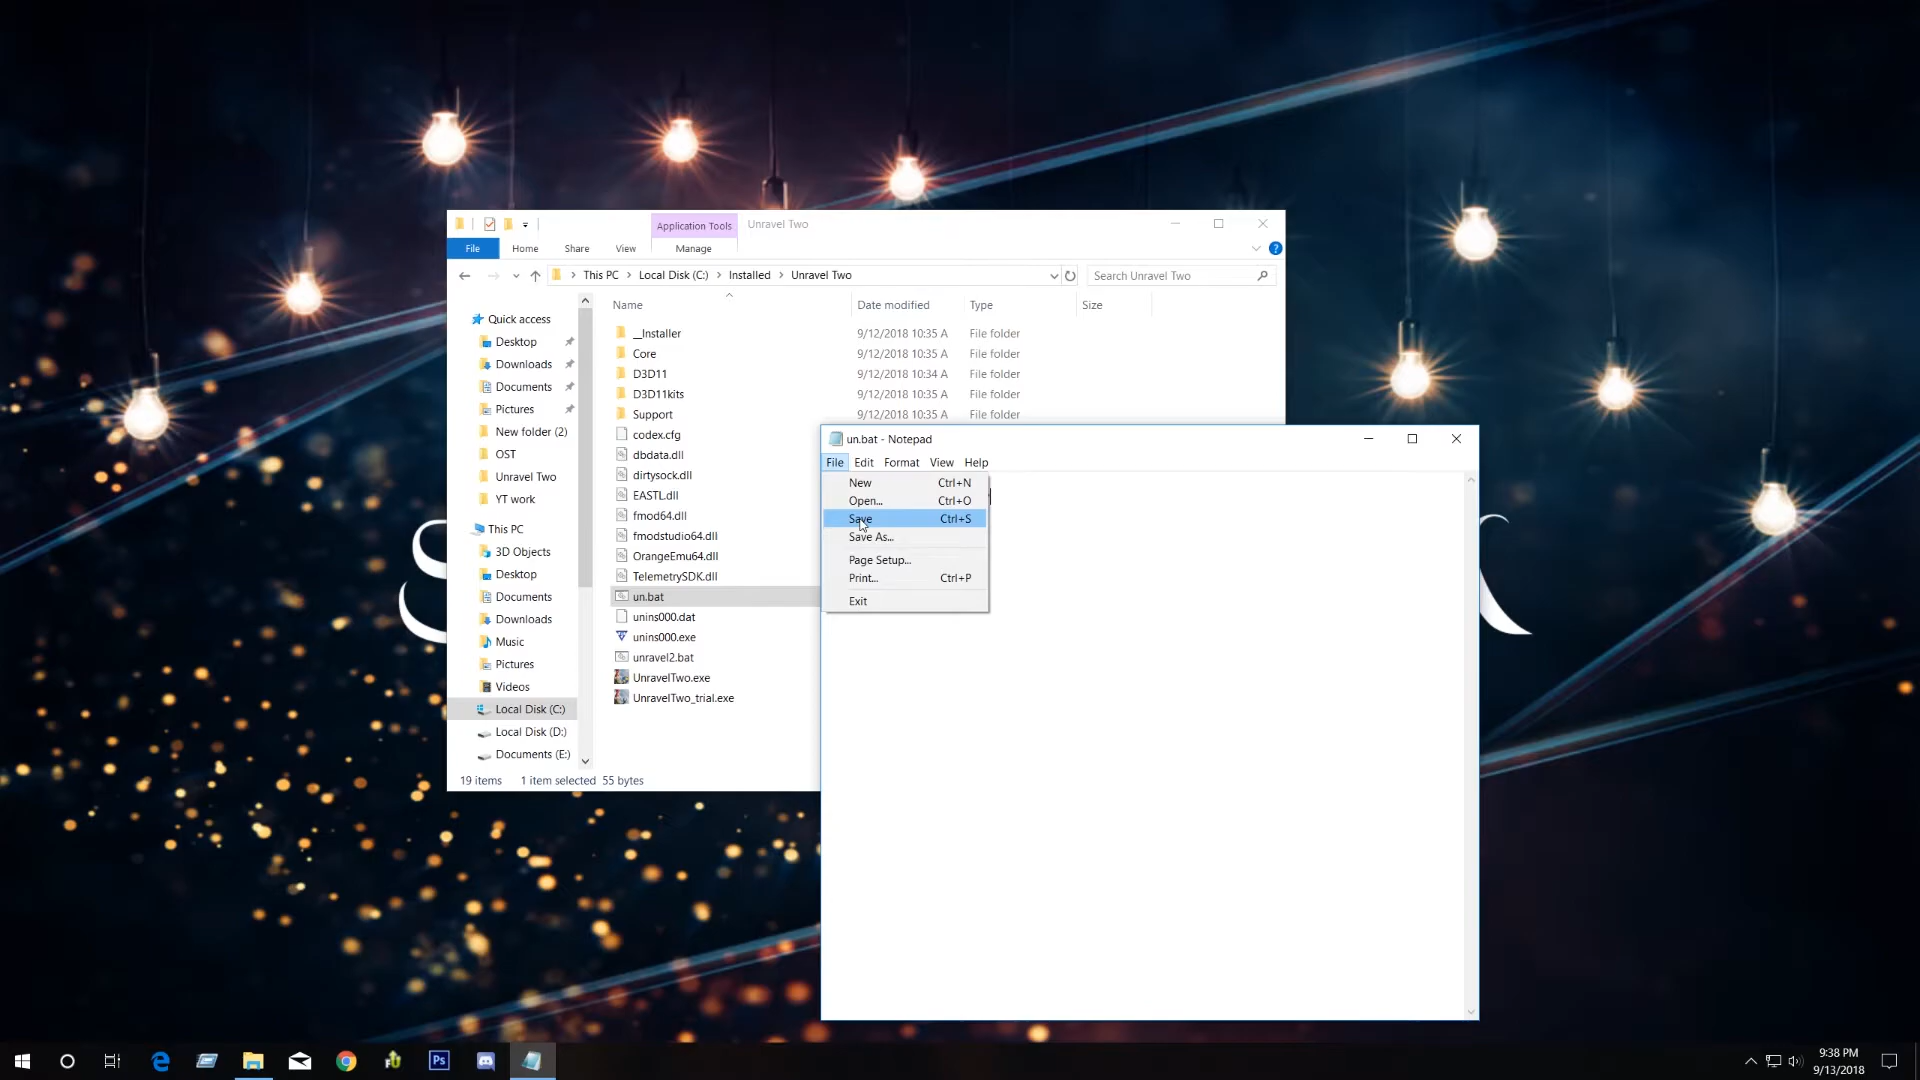 Application Tools
Unravel Two
File
Home
Share
View
Manage
This PC
Local Disk (C:)
Installed
Unravel Two
Search Unravel Two
Name
Date modified
Type
Size
Quick access
Desktop
Downloads
Documents
Pictures
New folder (2)
OST
Unravel Two
YT work
This PC
3D Objects
Desktop
Documents
Downloads
Music
Pictures
Videos
Local Disk (C:)
Local Disk (D:)
Documents (E:)
__Installer 9/12/2018 10:35 A File folder
Core 9/12/2018 10:35 A File folder
D3D11 9/12/2018 10:34 A File folder
D3D11kits 9/12/2018 10:35 A File folder
Support 9/12/2018 10:35 A File folder
codex.cfg
dbdata.dll
dirtysock.dll
EASTL.dll
fmod64.dll
fmodstudio64.dll
OrangeEmu64.dll
TelemetrySDK.dll
un.bat
unins000.dat
unins000.exe
unravel2.bat
UnravelTwo.exe
UnravelTwo_trial.exe
19 items 1 item selected 55 bytes
un.bat - Notepad
File Edit Format View Help
New Ctrl+N
Open... Ctrl+O
Save Ctrl+S
Save As...
Page Setup...
Print... Ctrl+P
Exit
Ps
9:38 PM
9/13/2018